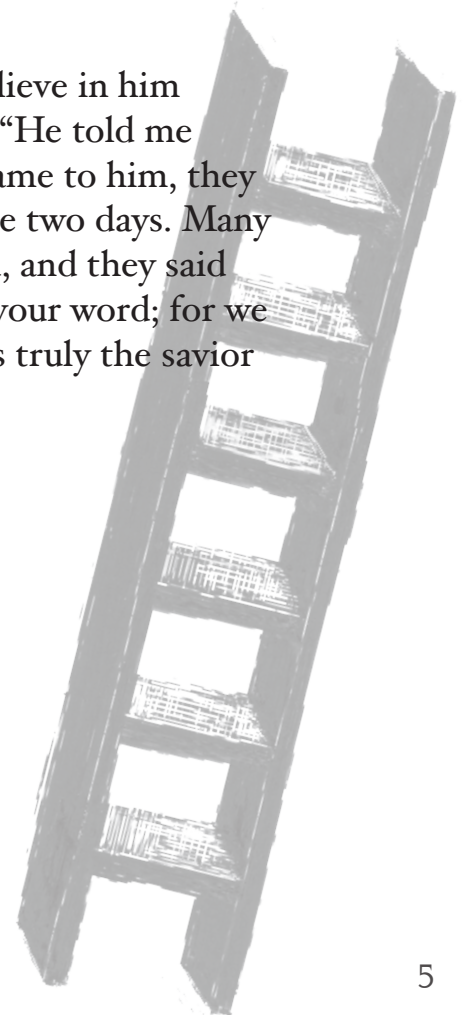 lieve in him
“He told me
ame to him, they
e two days. Many
, and they said
your word; for we
s truly the savior
5